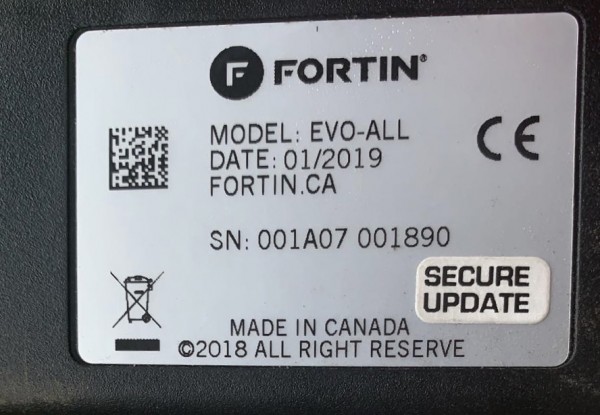 F FORTIN®
MODEL: EVO-ALL
DATE: 01/2019
FORTIN.CA
CE
SN: 001A07 001890
SECURE
UPDATE
MADE IN CANADA
©2018 ALL RIGHT RESERVE